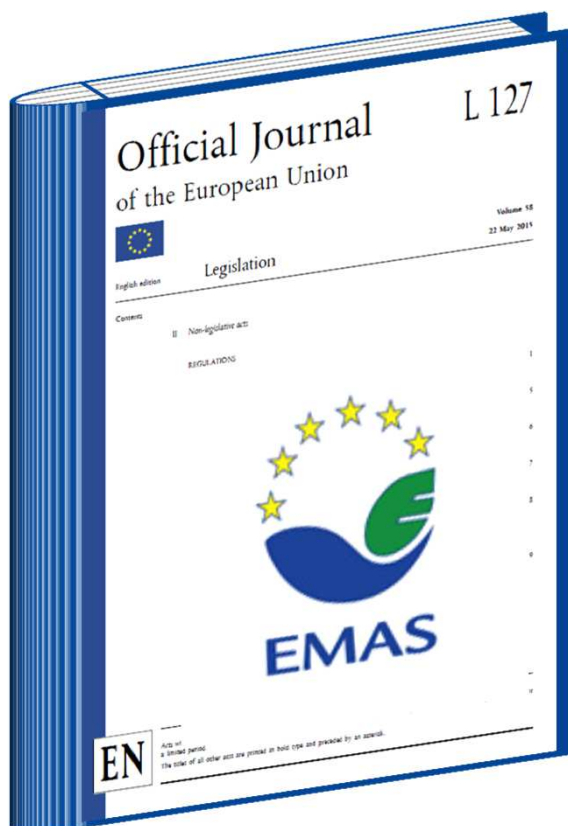 Official Journal
L 127
of the European Union
Volume 58
22 May 2015
English edition
Legislation
Contents
II Non-legislative acts
REGULATIONS
1
5
6
7
8
9
EMAS
EN
Acts
a limited period.
The titles of all other acts are printed in bold type and preceded by an asterisk.